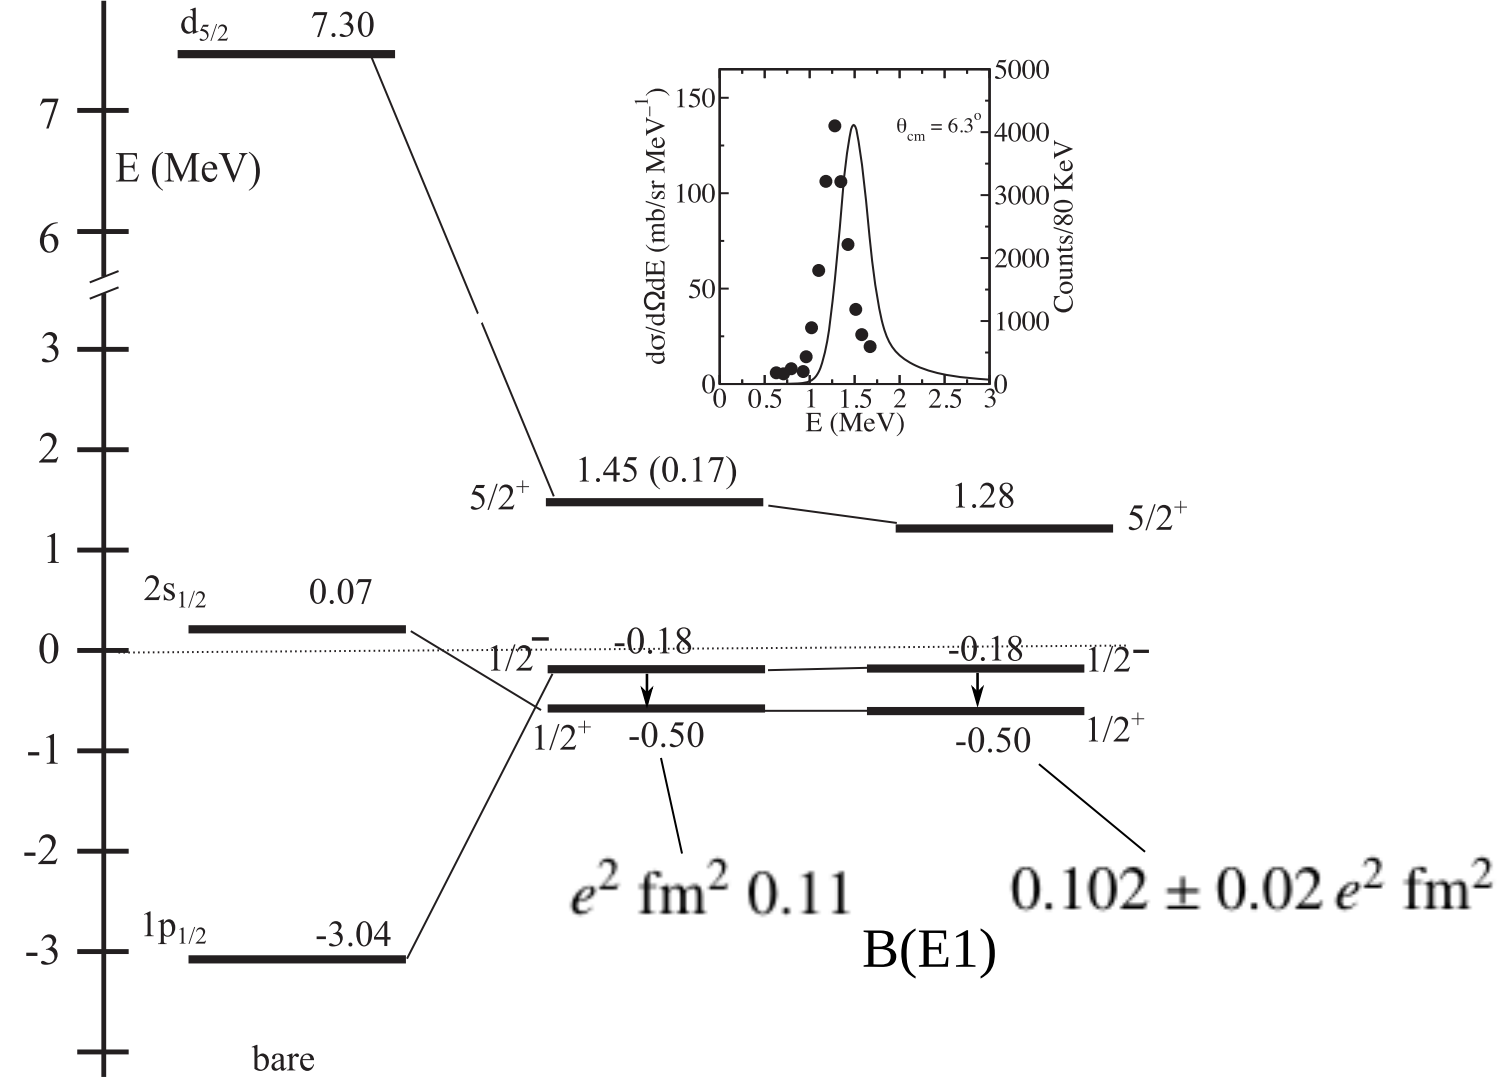 d5/2 7.30
7
E (MeV)
6
3
2
1
0
-1
-2
-3
2s1/2 0.07
1p1/2 -3.04
bare
150
100
50
0
dσ/dΩdE (mb/sr MeV−1)
θcm = 6.3o
5000
4000
3000
2000
1000
0
Counts/80 KeV
0 0.5 1 1.5 2 2.5 3
E (MeV)
5/2+ 1.45 (0.17)
1.28 5/2+
1/2− -0.18
-0.18 1/2−
1/2+ -0.50
-0.50 1/2+
e2 fm2 0.11
0.102 ± 0.02 e2 fm2
B(E1)